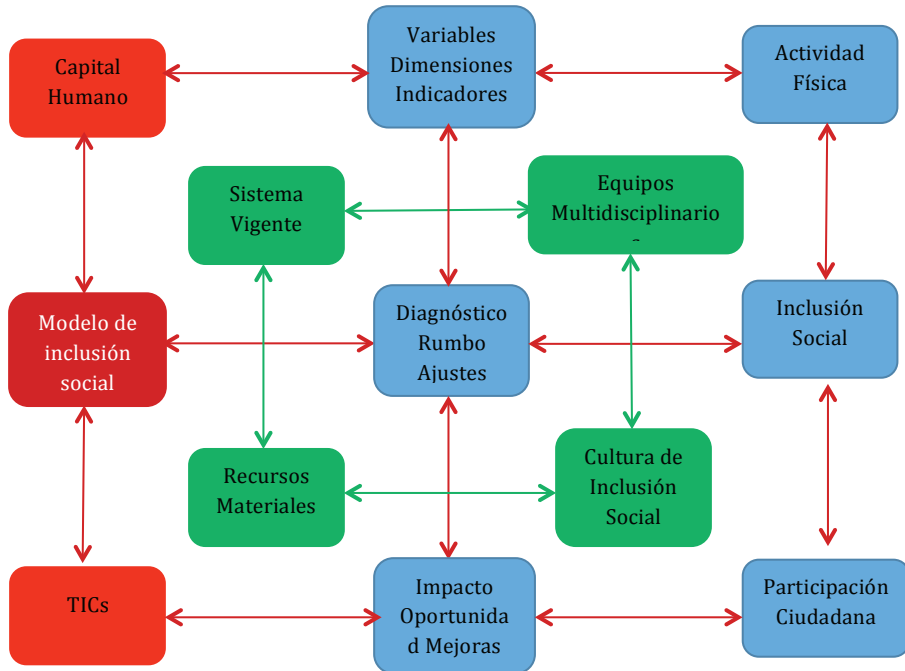 Capital
Humano
Variables
Dimensiones
Indicadores
Actividad
Física
Sistema
Vigente
Equipos
Multidisciplinario
Modelo de
inclusión
social
Diagnóstico
Rumbo
Ajustes
Inclusión
Social
Recursos
Materiales
Cultura de
Inclusión
Social
TICs
Impacto
Oportunida
d Mejoras
Participación
Ciudadana